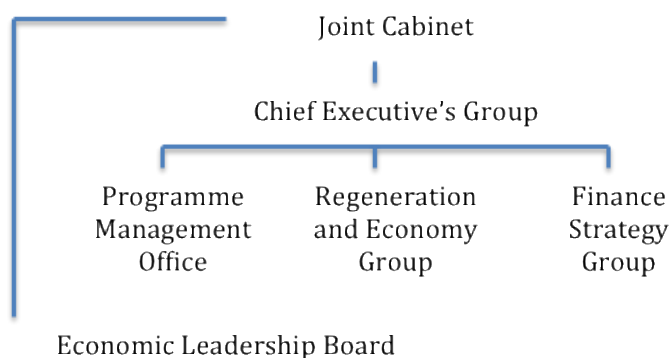 Joint Cabinet
Chief Executive’s Group
Programme
Management
Office
Regeneration
and Economy
Group
Finance
Strategy
Group
Economic Leadership Board